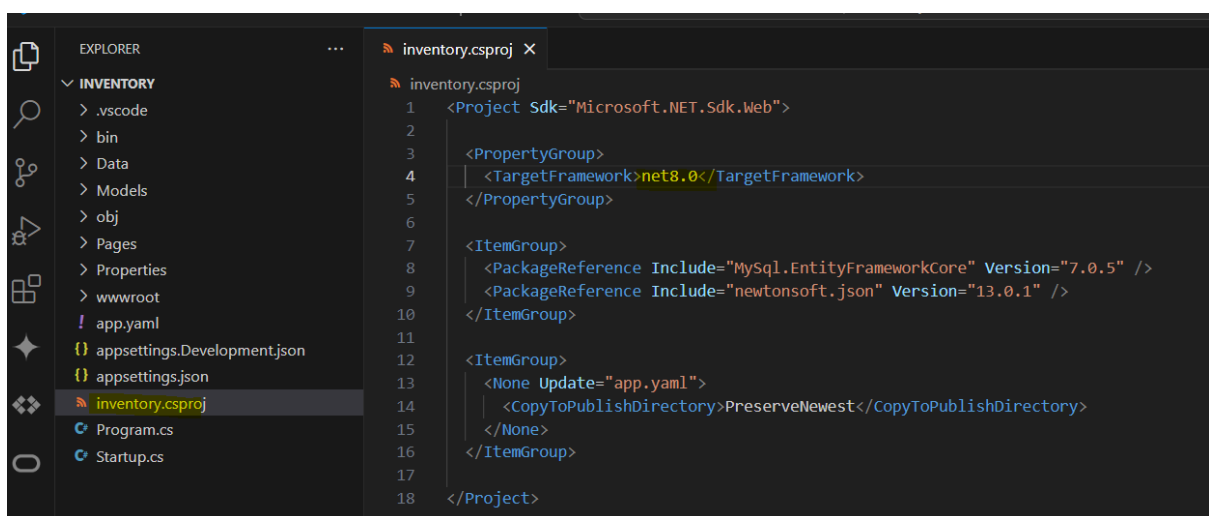 EXPLORER
INVENTORY
.vscode
bin
Data
Models
obj
Pages
Properties
wwwroot
! app.yaml
{} appsettings.Development.json
{} appsettings.json
inventory.csproj
C# Program.cs
C# Startup.cs
inventory.csproj
inventory.csproj
1 <Project Sdk="Microsoft.NET.Sdk.Web">
2
3 <PropertyGroup>
4 <TargetFramework>net8.0</TargetFramework>
5 </PropertyGroup>
6
7 <ItemGroup>
8 <PackageReference Include="MySql.EntityFrameworkCore" Version="7.0.5" />
9 <PackageReference Include="newtonsoft.json" Version="13.0.1" />
10 </ItemGroup>
11
12 <ItemGroup>
13 <None Update="app.yaml">
14 <CopyToPublishDirectory>PreserveNewest</CopyToPublishDirectory>
15 </None>
16 </ItemGroup>
17
18 </Project>